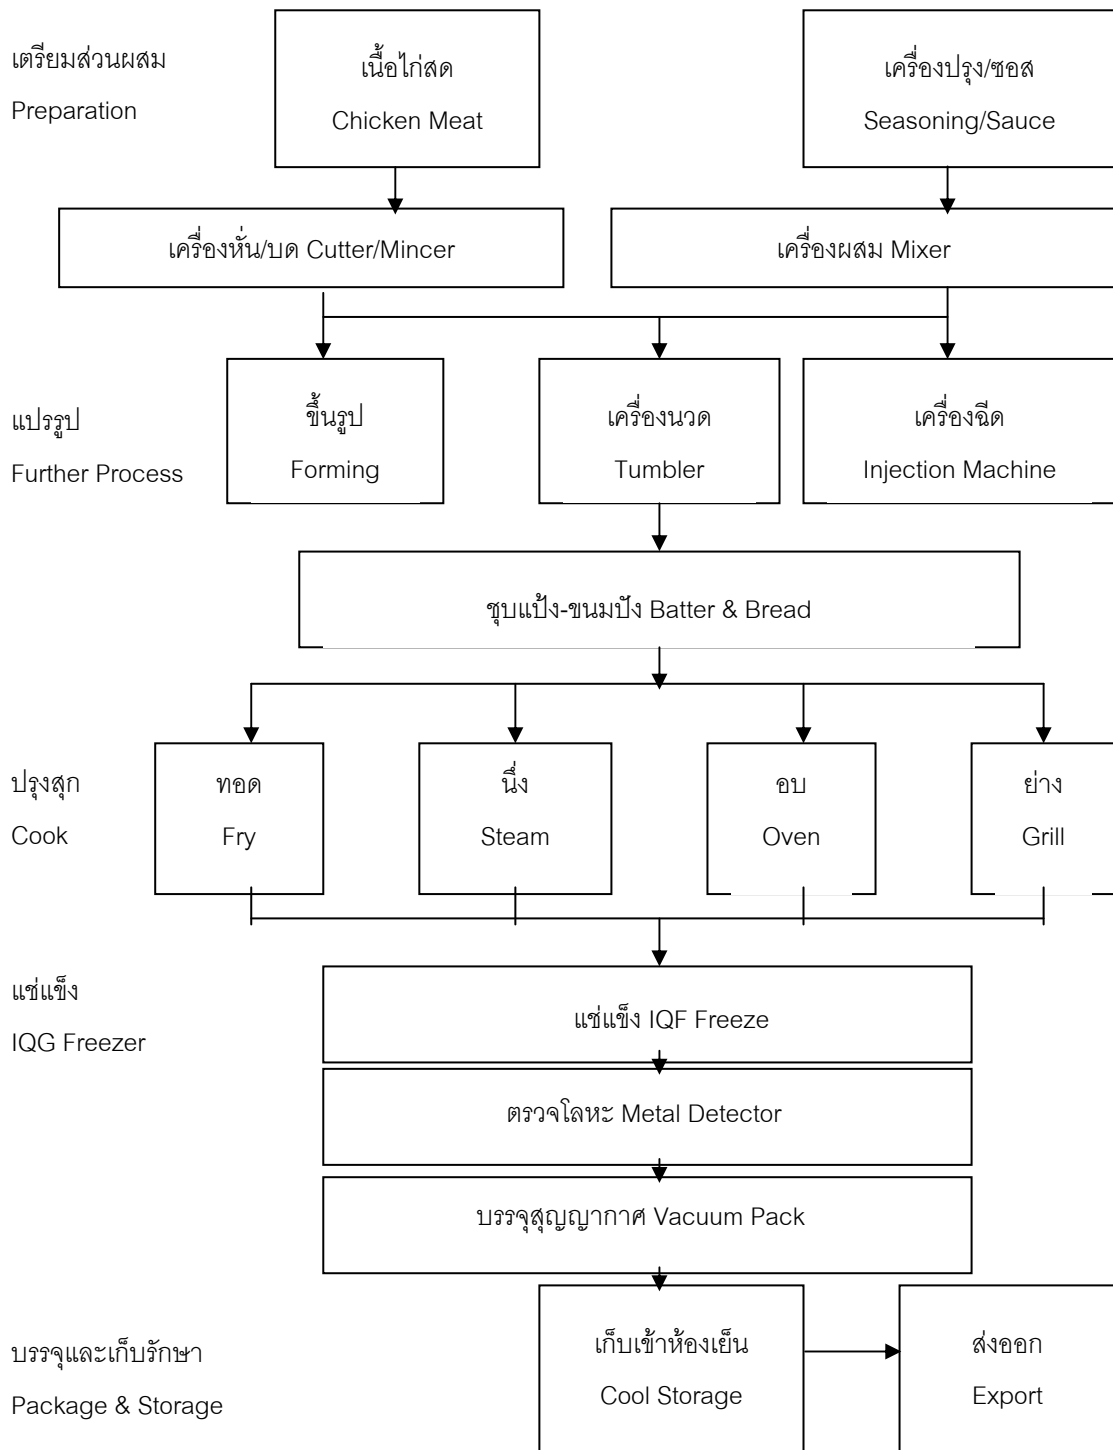 เตรียมส่วนผสม
Preparation
เนื้อไก่สด
Chicken Meat
เครื่องปรุง/ซอส
Seasoning/Sauce
เครื่องหั่น/บด Cutter/Mincer
เครื่องผสม Mixer
แปรรูป
Further Process
ขึ้นรูป
Forming
เครื่องนวด
Tumbler
เครื่องฉีด
Injection Machine
ชุบแป้ง-ขนมปัง Batter & Bread
ปรุงสุก
Cook
ทอด
Fry
นึ่ง
Steam
อบ
Oven
ย่าง
Grill
แช่แข็ง
IQG Freezer
แช่แข็ง IQF Freeze
ตรวจโลหะ Metal Detector
บรรจุสุญญากาศ Vacuum Pack
บรรจุและเก็บรักษา
Package & Storage
เก็บเข้าห้องเย็น
Cool Storage
ส่งออก
Export